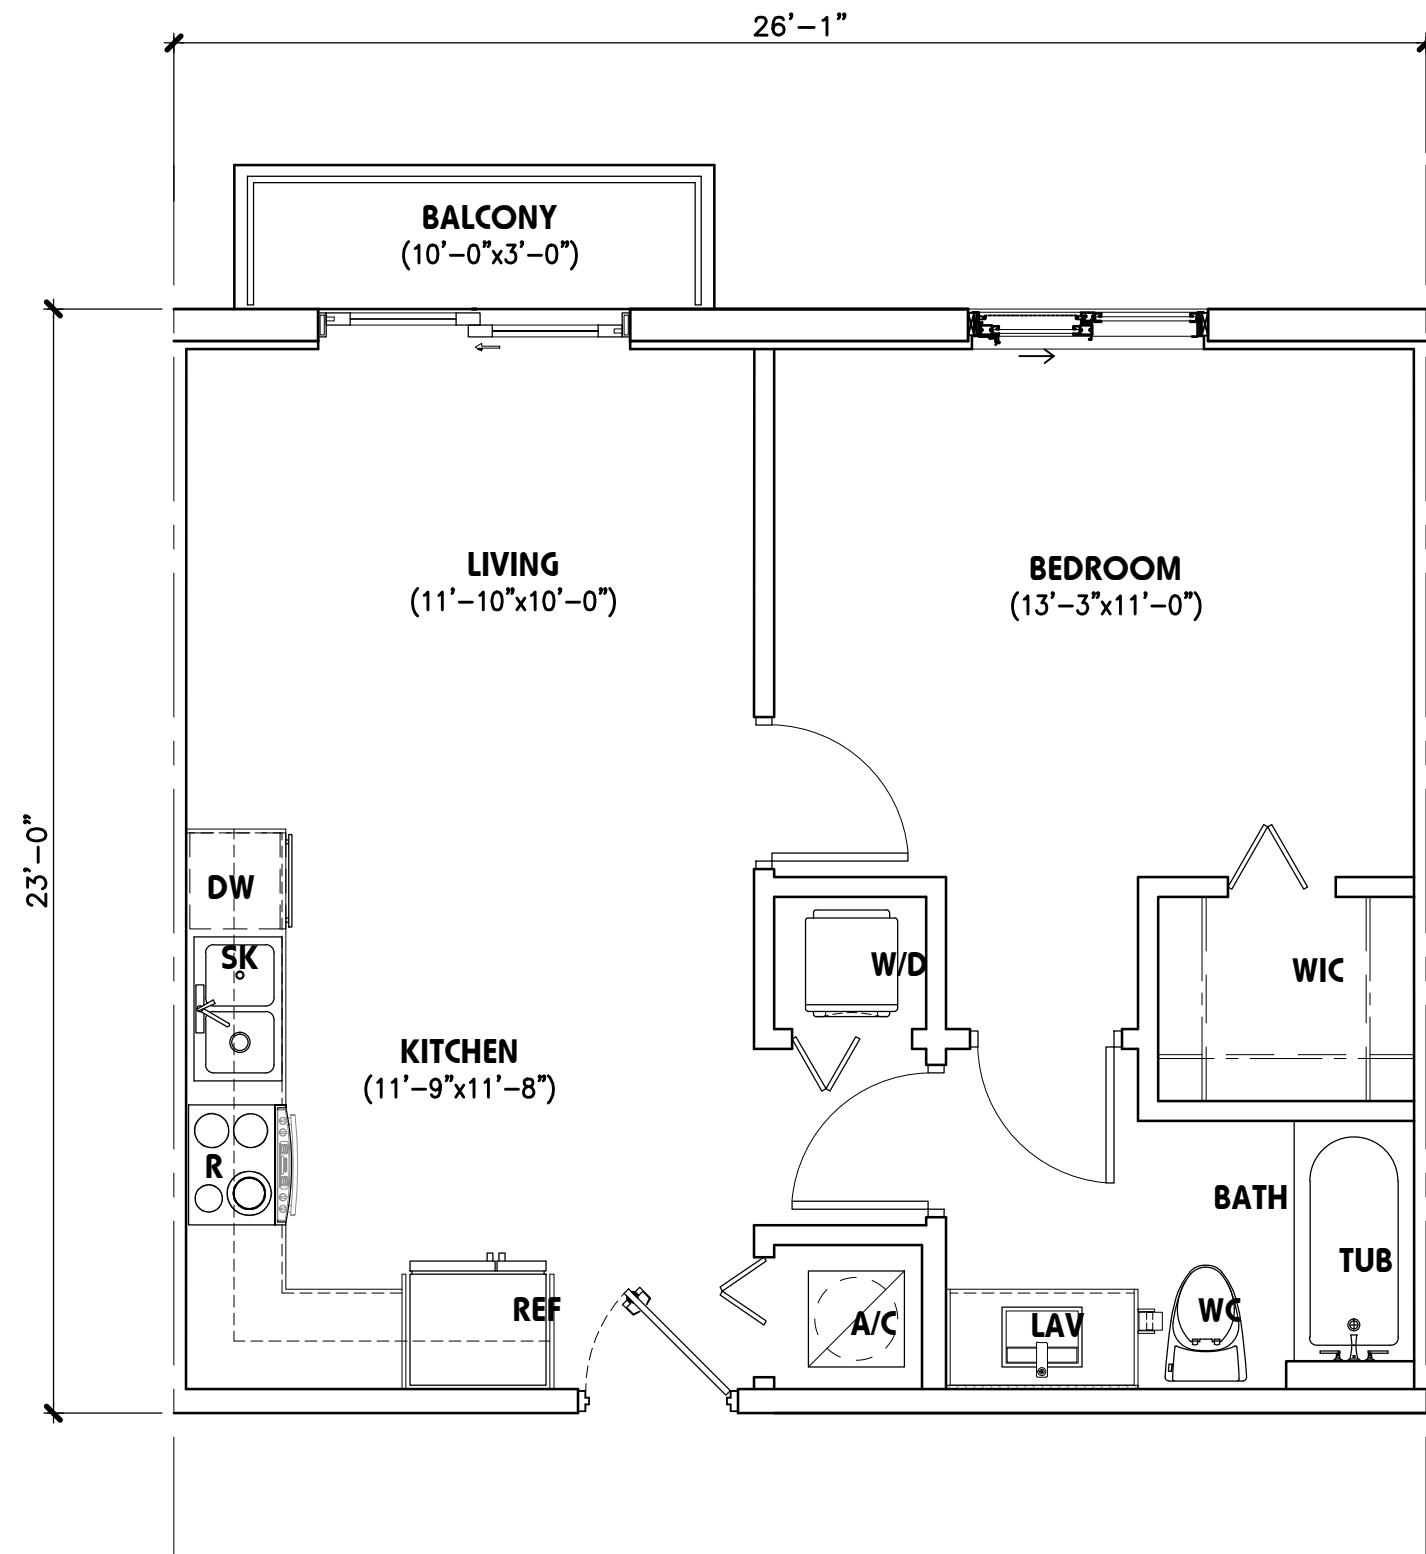 26'-1"
BALCONY
(10'-0"x3'-0")
LIVING
(11'-10"x10'-0")
BEDROOM
(13'-3"x11'-0")
23'-0"
DW
SK
W/D
WIC
KITCHEN
(11'-9"x11'-8")
R
BATH
TUB
REF
A/C
LAV
WC